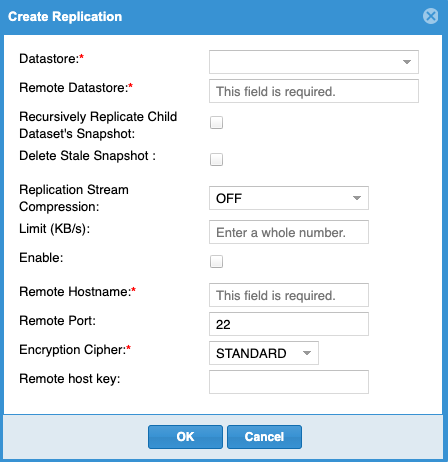 Create Replication
Datastore:*
Remote Datastore:* This field is required.
Recursively Replicate Child
Dataset's Snapshot:
Delete Stale Snapshot :
Replication Stream
Compression: OFF
Limit (KB/s): Enter a whole number.
Enable:
Remote Hostname:* This field is required.
Remote Port: 22
Encryption Cipher:* STANDARD
Remote host key:
OK Cancel